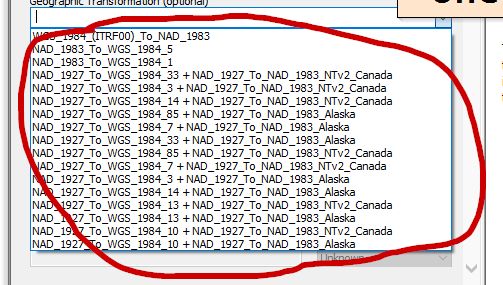 Geographic Transformation (optional)
WGS_1984_(ITRF00)_To_NAD_1983
NAD_1983_To_WGS_1984_5
NAD_1983_To_WGS_1984_1
NAD_1927_To_WGS_1984_33 + NAD_1927_To_NAD_1983_NTv2_Canada
NAD_1927_To_WGS_1984_3 + NAD_1927_To_NAD_1983_NTv2_Canada
NAD_1927_To_WGS_1984_14 + NAD_1927_To_NAD_1983_NTv2_Canada
NAD_1927_To_WGS_1984_85 + NAD_1927_To_NAD_1983_Alaska
NAD_1927_To_WGS_1984_7 + NAD_1927_To_NAD_1983_Alaska
NAD_1927_To_WGS_1984_33 + NAD_1927_To_NAD_1983_Alaska
NAD_1927_To_WGS_1984_85 + NAD_1927_To_NAD_1983_NTv2_Canada
NAD_1927_To_WGS_1984_7 + NAD_1927_To_NAD_1983_NTv2_Canada
NAD_1927_To_WGS_1984_3 + NAD_1927_To_NAD_1983_Alaska
NAD_1927_To_WGS_1984_14 + NAD_1927_To_NAD_1983_Alaska
NAD_1927_To_WGS_1984_13 + NAD_1927_To_NAD_1983_NTv2_Canada
NAD_1927_To_WGS_1984_13 + NAD_1927_To_NAD_1983_Alaska
NAD_1927_To_WGS_1984_10 + NAD_1927_To_NAD_1983_NTv2_Canada
NAD_1927_To_WGS_1984_10 + NAD_1927_To_NAD_1983_Alaska
Unknown